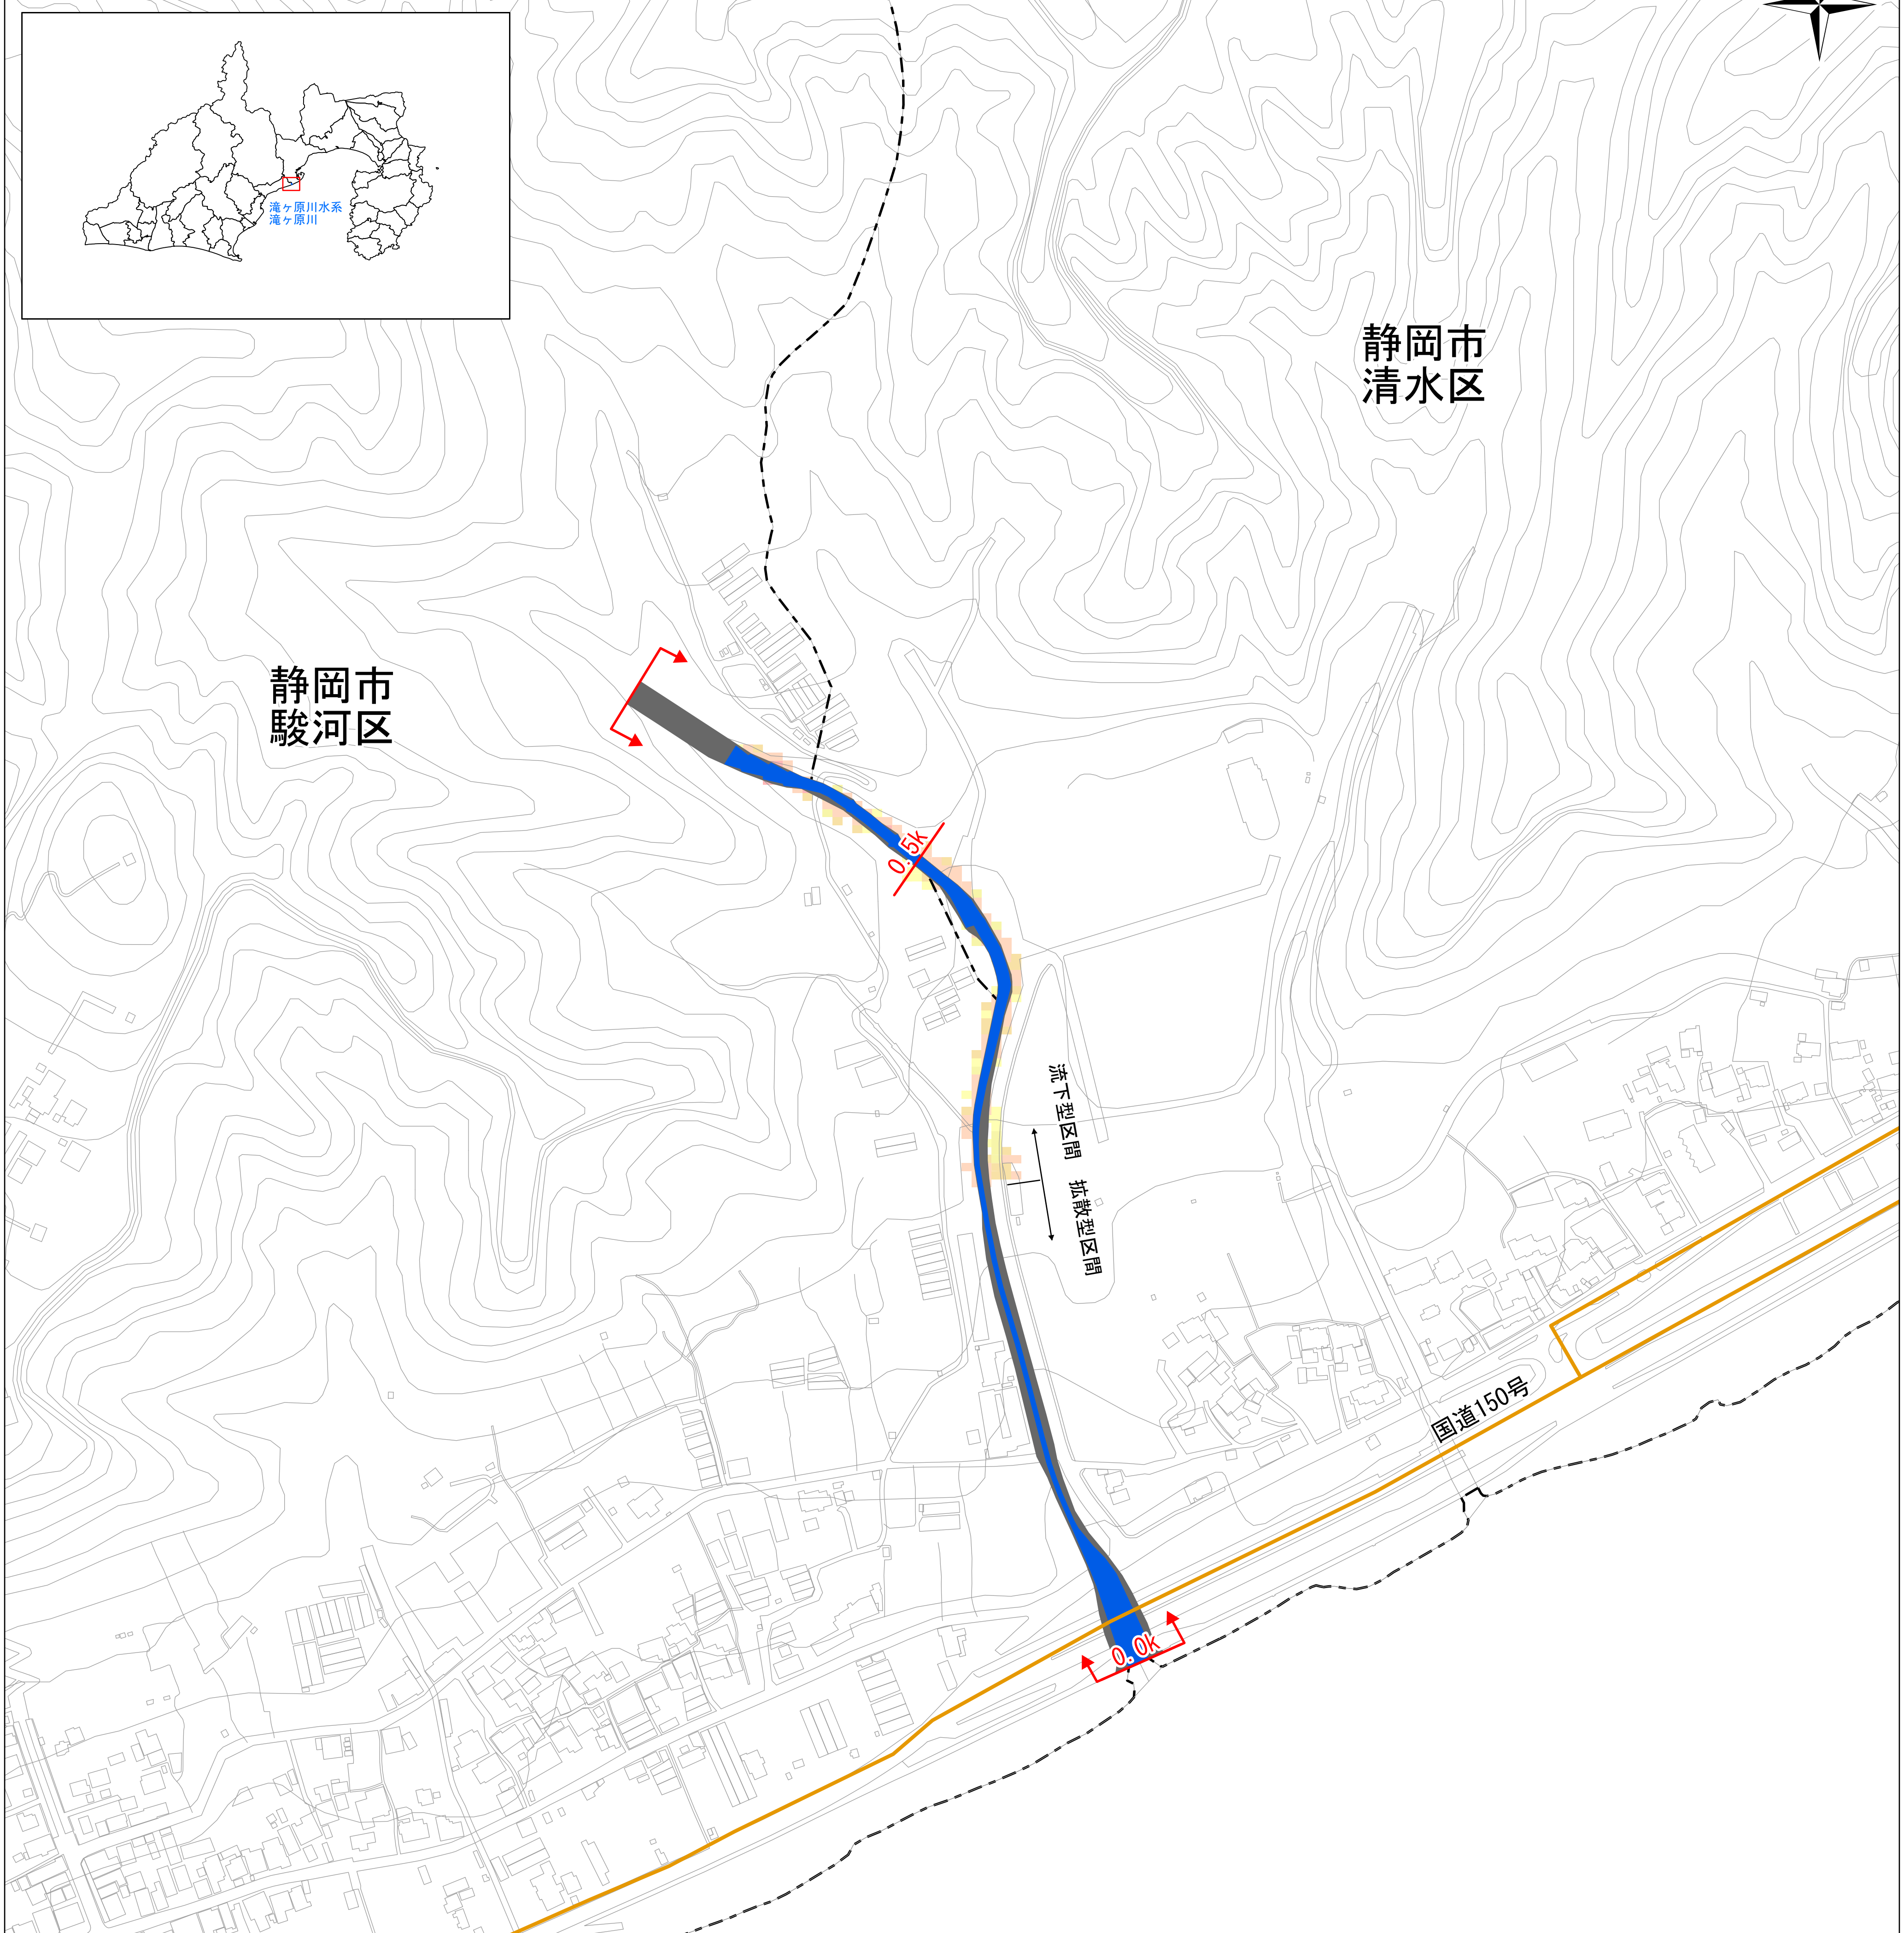 滝ヶ原川水系
滝ヶ原川
静岡市
清水区
静岡市
駿河区
0.5k
流下型区間
拡散型区間
国道150号
0.0k